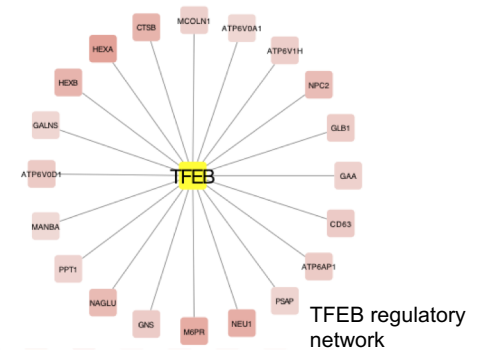 MCOLN1
CTSB
ATP6V0A1
HEXA
ATP6V1H
HEXB
NPC2
GALNS
GLB1
ATP6V0D1
TFEB
GAA
MANBA
CD63
PPT1
ATP6AP1
NAGLU
PSAP
GNS
M6PR
NEU1
TFEB regulatory
network